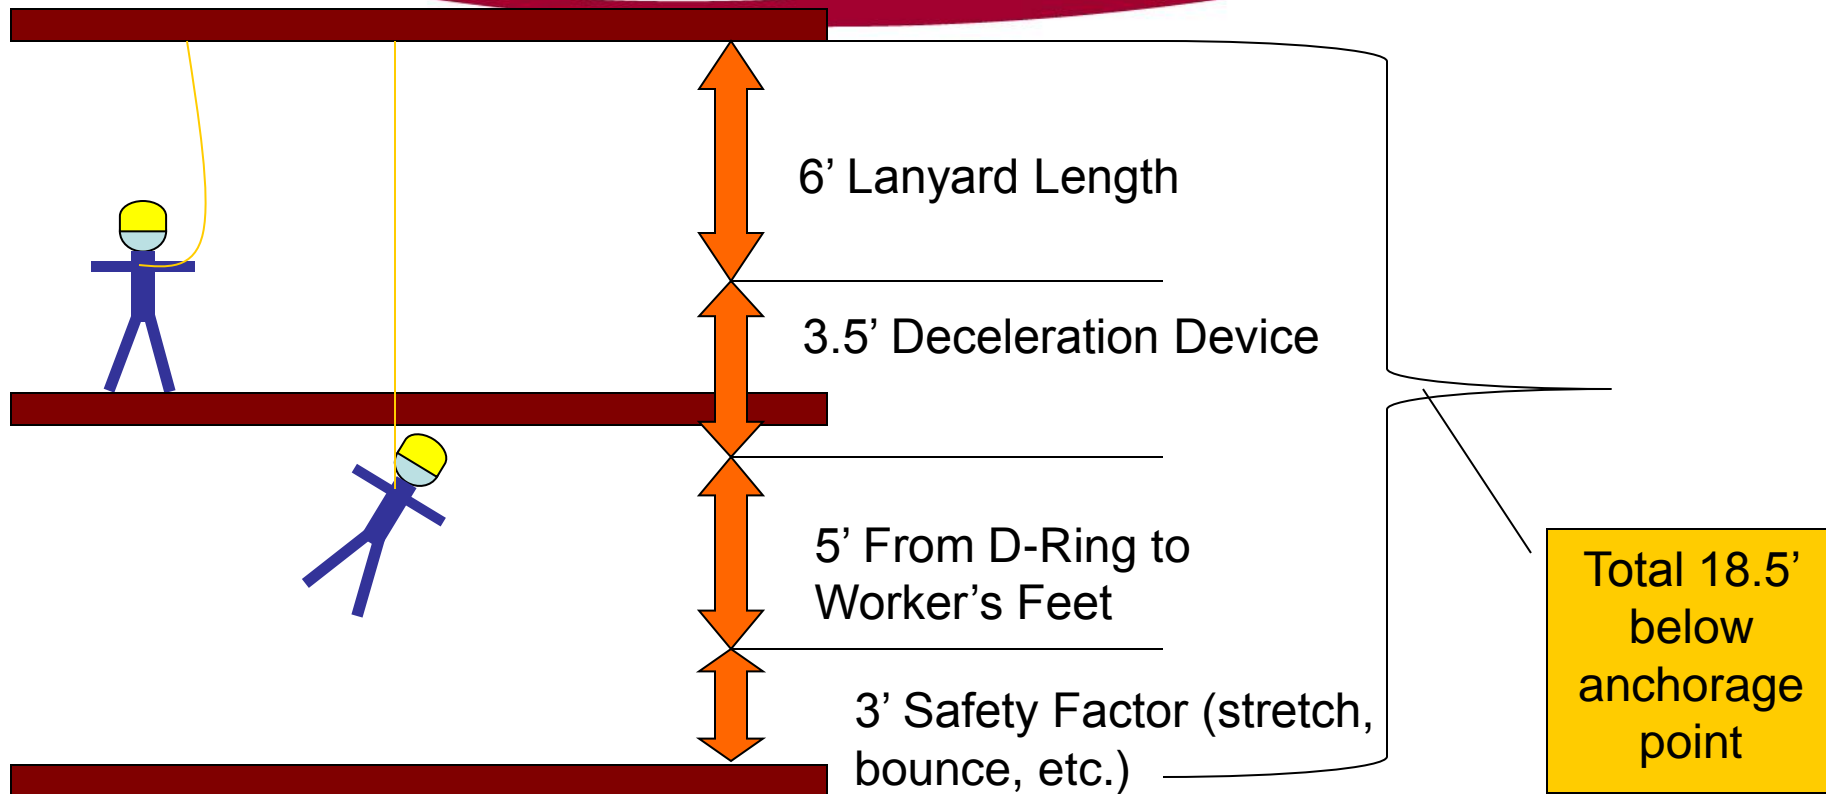 6’ Lanyard Length
3.5’ Deceleration Device
5’ From D-Ring to
Worker’s Feet
3’ Safety Factor (stretch,
bounce, etc.)
Total 18.5’
below
anchorage
point